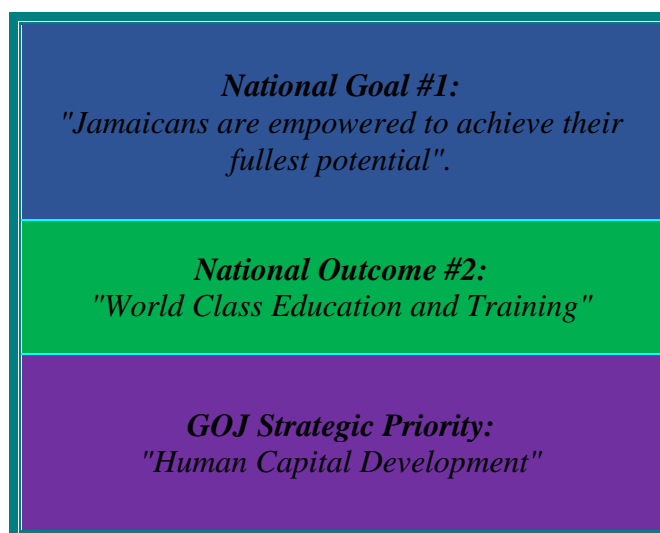 National Goal #1:
"Jamaicans are empowered to achieve their
fullest potential".
National Outcome #2:
"World Class Education and Training"
GOJ Strategic Priority:
"Human Capital Development"